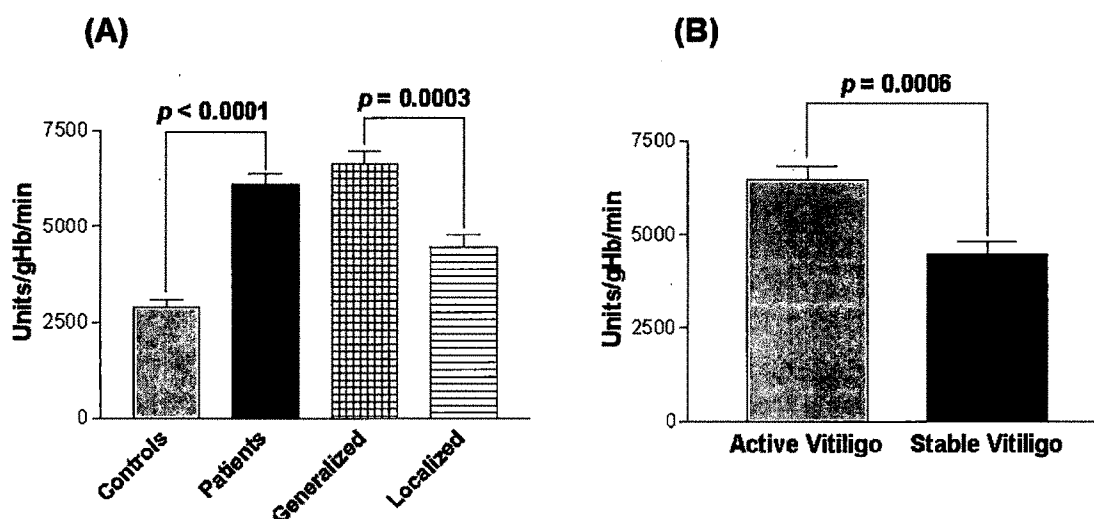 (A)
p < 0.0001
p = 0.0003
7500
5000
2500
0
Units/gHb/min
Controls
Patients
Generalized
Localized
(B)
p = 0.0006
7500
5000
2500
0
Units/gHb/min
Active Vitiligo
Stable Vitiligo